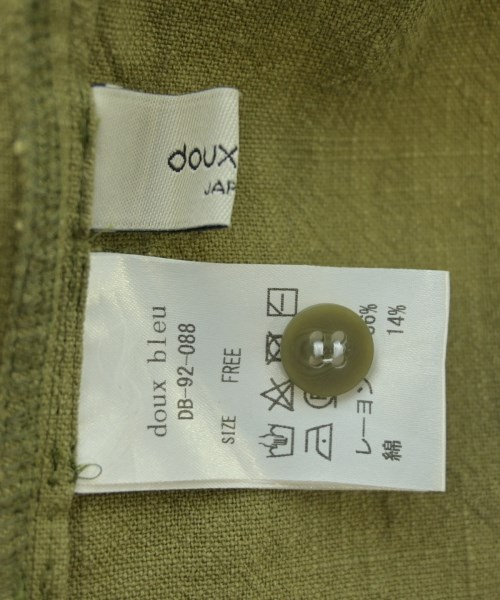 doux
JAP
doux bleu
DB-92-088
SIZE FREE
レーヨン
綿 14%